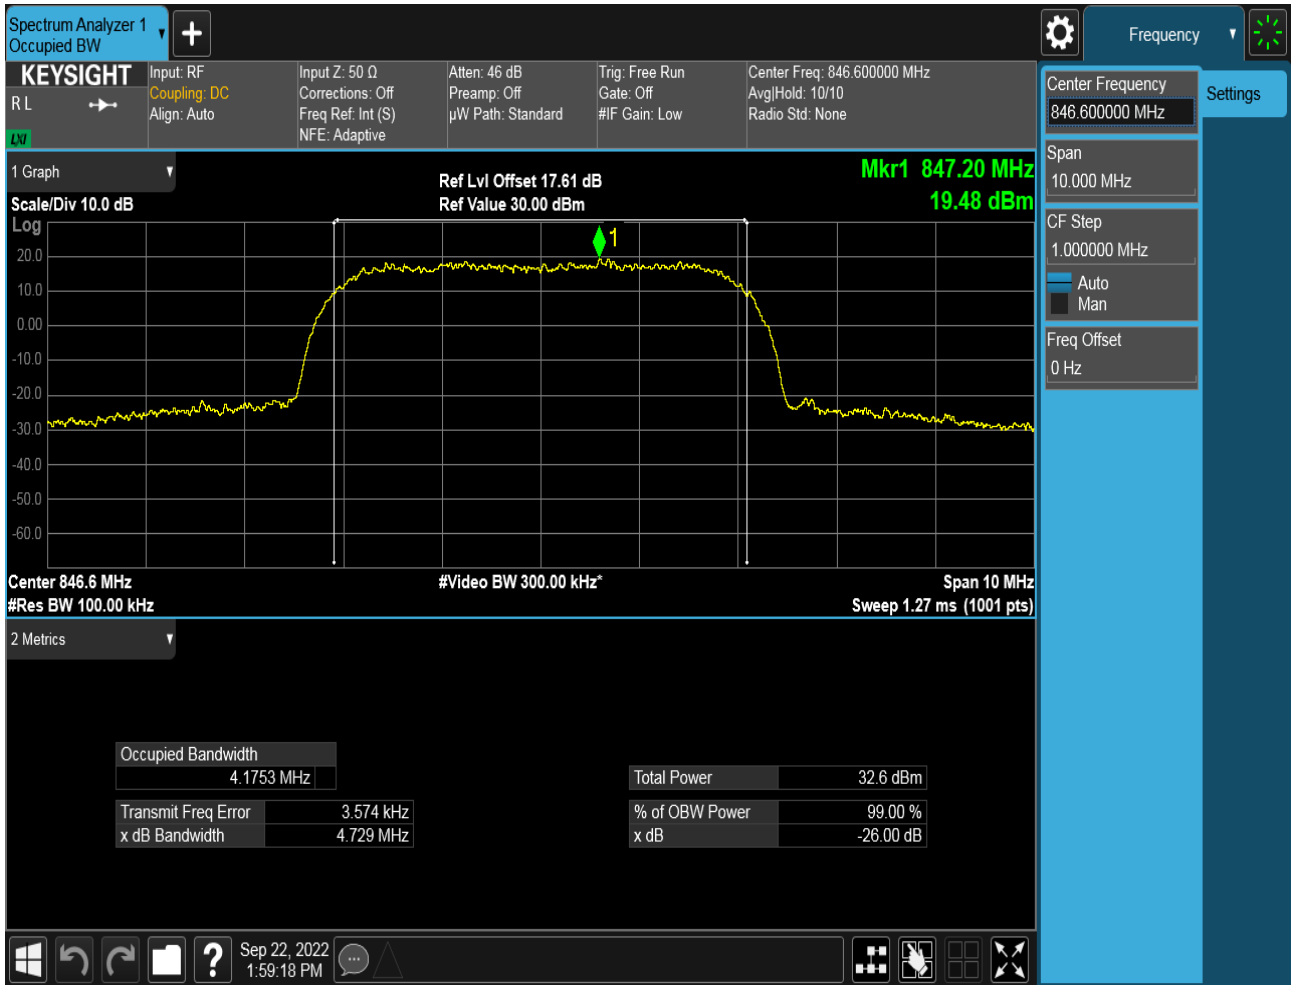 Spectrum Analyzer 1
Occupied BW
Frequency
KEYSIGHT
R L
LXI
Input: RF
Coupling: DC
Align: Auto
Input Z: 50 Ω
Corrections: Off
Freq Ref: Int (S)
NFE: Adaptive
Atten: 46 dB
Preamp: Off
µW Path: Standard
Trig: Free Run
Gate: Off
#IF Gain: Low
Center Freq: 846.600000 MHz
Avg|Hold: 10/10
Radio Std: None
Center Frequency
846.600000 MHz
Settings
Span
10.000 MHz
CF Step
1.000000 MHz
Auto
Man
Freq Offset
0 Hz
1 Graph
Scale/Div 10.0 dB
Ref Lvl Offset 17.61 dB
Ref Value 30.00 dBm
Mkr1 847.20 MHz
19.48 dBm
Log
1
20.0
10.0
0.00
-10.0
-20.0
-30.0
-40.0
-50.0
-60.0
Center 846.6 MHz
#Video BW 300.00 kHz*
Span 10 MHz
#Res BW 100.00 kHz
Sweep 1.27 ms (1001 pts)
2 Metrics
Occupied Bandwidth
4.1753 MHz
Transmit Freq Error 3.574 kHz
x dB Bandwidth 4.729 MHz
Total Power 32.6 dBm
% of OBW Power 99.00 %
x dB -26.00 dB
?
Sep 22, 2022
1:59:18 PM